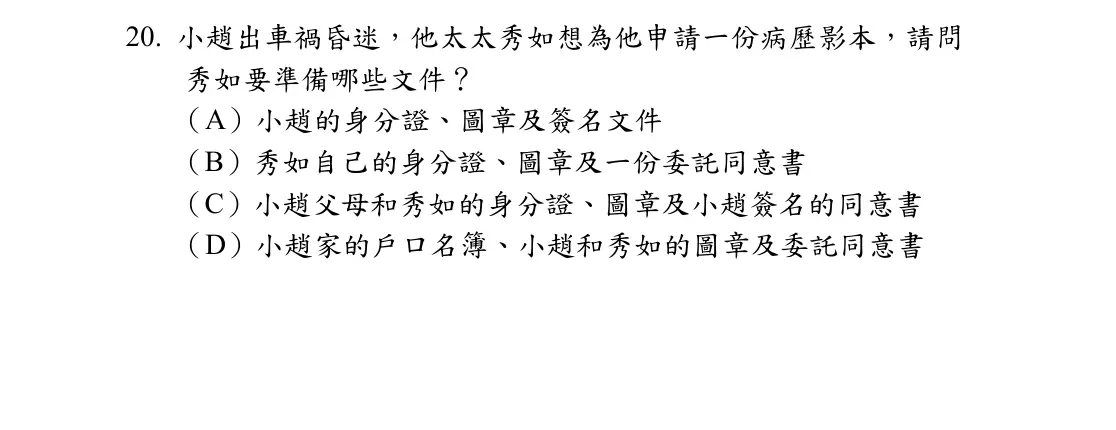 20. 小趙出車禍昏迷，他太太秀如想為他申請一份病歷影本，請問
秀如要準備哪些文件？
（A）小趙的身分證、圖章及簽名文件
（B）秀如自己的身分證、圖章及一份委託同意書
（C）小趙父母和秀如的身分證、圖章及小趙簽名的同意書
（D）小趙家的戶口名簿、小趙和秀如的圖章及委託同意書